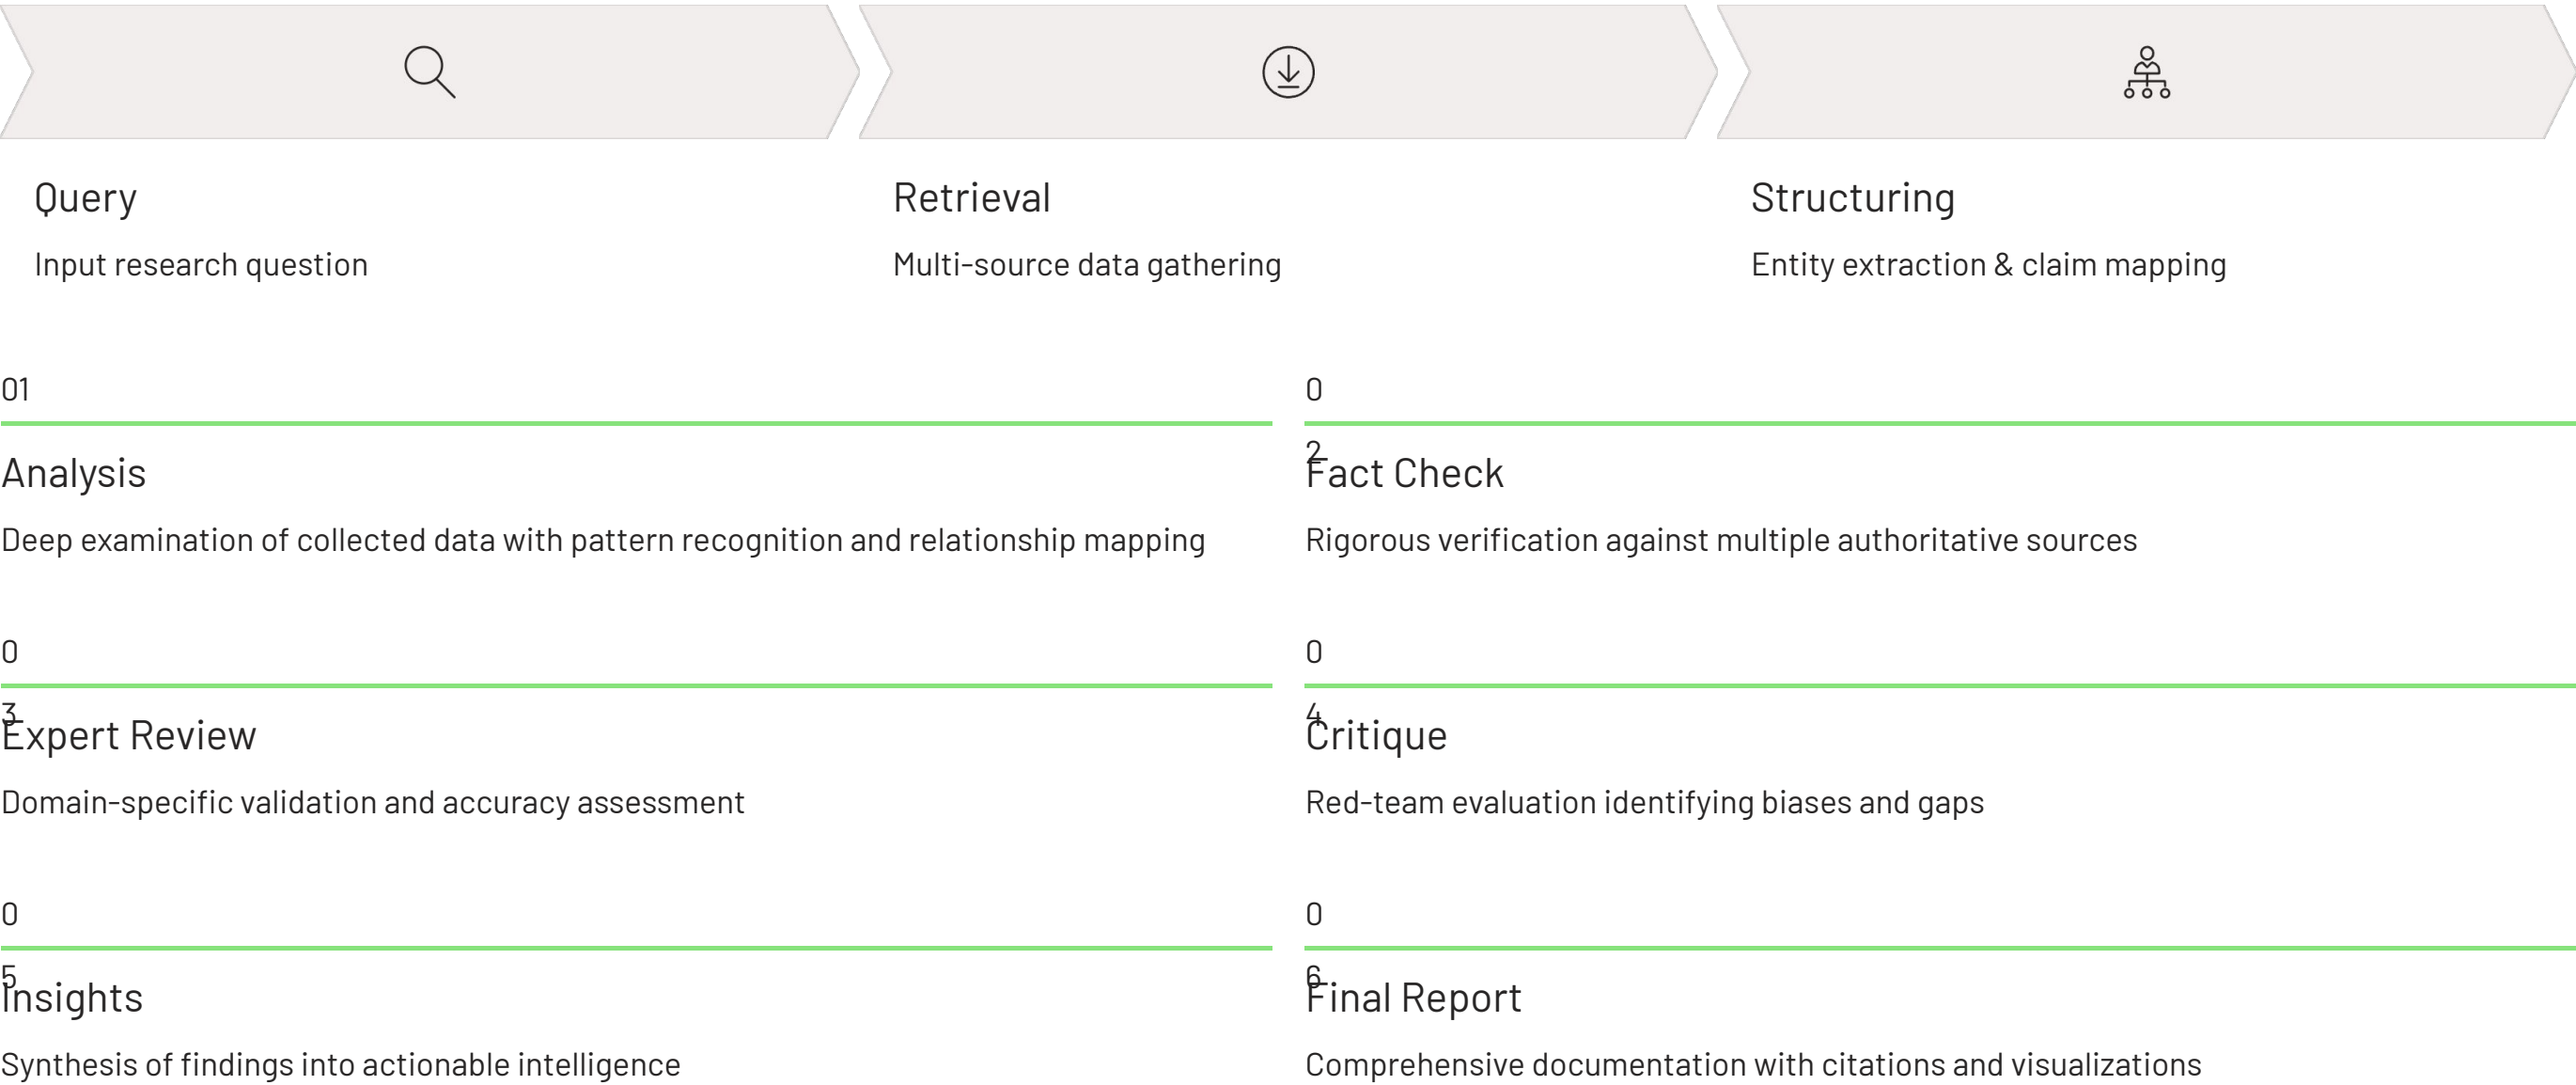 Query
Input research question
Retrieval
Multi-source data gathering
Structuring
Entity extraction & claim mapping
01
Analysis
Deep examination of collected data with pattern recognition and relationship mapping
0
2
Fact Check
Rigorous verification against multiple authoritative sources
0
3
Expert Review
Domain-specific validation and accuracy assessment
0
4
Critique
Red-team evaluation identifying biases and gaps
0
5
Insights
Synthesis of findings into actionable intelligence
0
6
Final Report
Comprehensive documentation with citations and visualizations